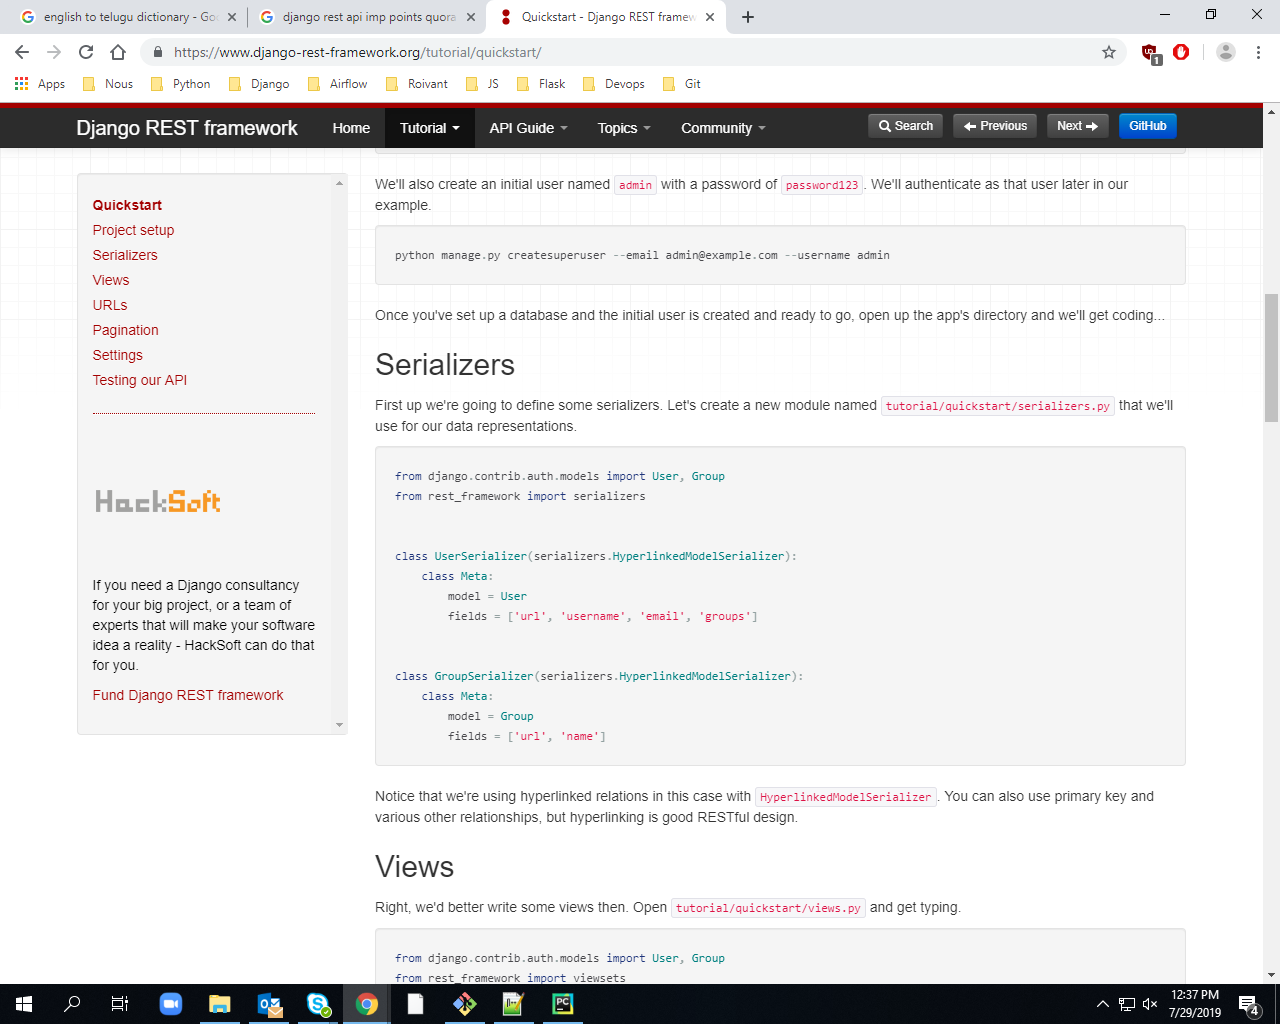 english to telugu dictionary - Goo
django rest api imp points quora
Quickstart - Django REST framew
https://www.django-rest-framework.org/tutorial/quickstart/
1
Apps
Nous
Python
Django
Airflow
Roivant
JS
Flask
Devops
Git
Django REST framework
Home
Tutorial
API Guide
Topics
Community
Search
Previous
Next
GitHub
Quickstart
Project setup
Serializers
Views
URLs
Pagination
Settings
Testing our API
HackSoft
If you need a Django consultancy
for your big project, or a team of
experts that will make your software
idea a reality - HackSoft can do that
for you.
Fund Django REST framework
We'll also create an initial user named admin with a password of password123. We'll authenticate as that user later in our
example.
python manage.py createsuperuser --email admin@example.com --username admin
Once you've set up a database and the initial user is created and ready to go, open up the app's directory and we'll get coding...
Serializers
First up we're going to define some serializers. Let's create a new module named tutorial/quickstart/serializers.py that we'll
use for our data representations.
from django.contrib.auth.models import User, Group
from rest_framework import serializers
class UserSerializer(serializers.HyperlinkedModelSerializer):
class Meta:
model = User
fields = ['url', 'username', 'email', 'groups']
class GroupSerializer(serializers.HyperlinkedModelSerializer):
class Meta:
model = Group
fields = ['url', 'name']
Notice that we're using hyperlinked relations in this case with HyperlinkedModelSerializer. You can also use primary key and
various other relationships, but hyperlinking is good RESTful design.
Views
Right, we'd better write some views then. Open tutorial/quickstart/views.py and get typing.
from django.contrib.auth.models import User, Group
from rest_framework import viewsets
12:37 PM
7/29/2019
4